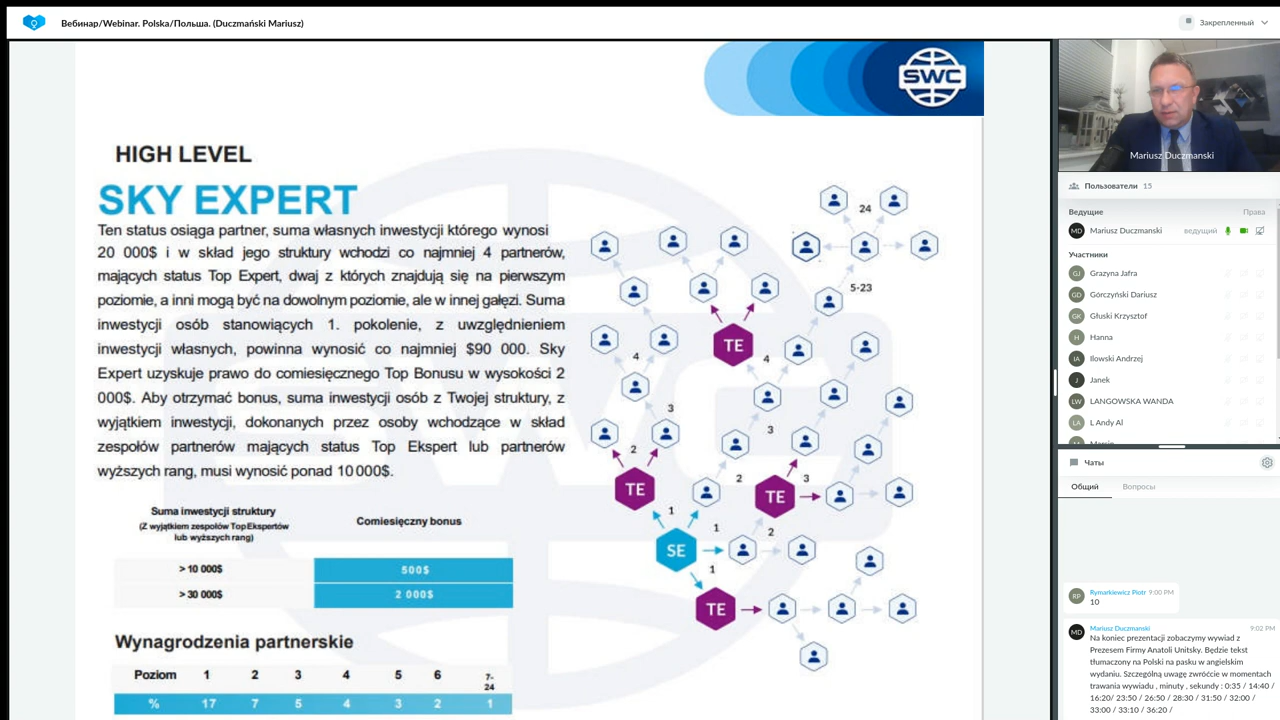 Вебинар/Webinar. Polska/Польша. (Duczmański Mariusz)
Закрепленный
SWC
HIGH LEVEL
SKY EXPERT
Ten status osiąga partner, suma własnych inwestycji którego wynosi
20 000$ i w skład jego struktury wchodzi co najmniej 4 partnerów,
mających status Top Expert, dwaj z których znajdują się na pierwszym
poziomie, a inni mogą być na dowolnym poziomie, ale w innej gałęzi. Suma
inwestycji osób stanowiących 1. pokolenie, z uwzględnieniem
inwestycji własnych, powinna wynosić co najmniej $90 000. Sky
Expert uzyskuje prawo do comiesięcznego Top Bonusu w wysokości 2
000$. Aby otrzymać bonus, suma inwestycji osób z Twojej struktury, z
wyjątkiem inwestycji, dokonanych przez osoby wchodzące w skład
zespołów partnerów mających status Top Ekspert lub partnerów
wyższych rang, musi wynosić ponad 10 000$.
Suma inwestycji struktury
(Z wyjątkiem zespołów Top Ekspertów
lub wyższych rang)
Comiesięczny bonus
> 10 000$ 500$
> 30 000$ 2 000$
Wynagrodzenia partnerskie
Poziom 1 2 3 4 5 6 7-
24
% 17 7 5 4 3 2 1
24
5-23
TE
4
4
3
3
2
TE
2
TE
3
1
1
2
SE
1
TE
Mariusz Duczmanski
Пользователи 15
Ведущие Права
MD Mariusz Duczmanski ведущий
Участники
GJ Grazyna Jafra
GD Górczyński Dariusz
GK Głuski Krzysztof
H Hanna
IA Ilowski Andrzej
J Janek
LW LANGOWSKA WANDA
LA L Andy Al
Чаты
Общий Вопросы
RP Rymarkiewicz Piotr 9:00 PM
10
MD Mariusz Duczmanski 9:02 PM
Na koniec prezentacji zobaczymy wywiad z
Prezesem Firmy Anatoli Unitsky. Będzie tekst
tłumaczony na Polski na pasku w angielskim
wydaniu. Szczególną uwagę zwróćcie w momentach
trawania wywiadu , minuty , sekundy : 0:35 / 14:40 /
16:20/ 23:50 / 26:50 / 28:30 / 31:50 / 32:00 /
33:00 / 33:10 / 36:20 /